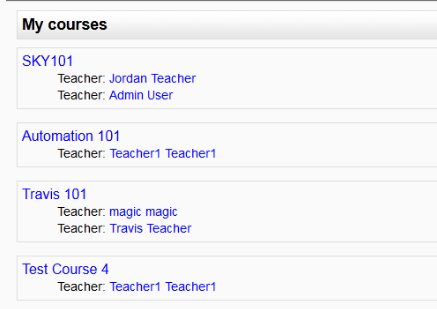 My courses
SKY101
Teacher: Jordan Teacher
Teacher: Admin User
Automation 101
Teacher: Teacher1 Teacher1
Travis 101
Teacher: magic magic
Teacher: Travis Teacher
Test Course 4
Teacher: Teacher1 Teacher1